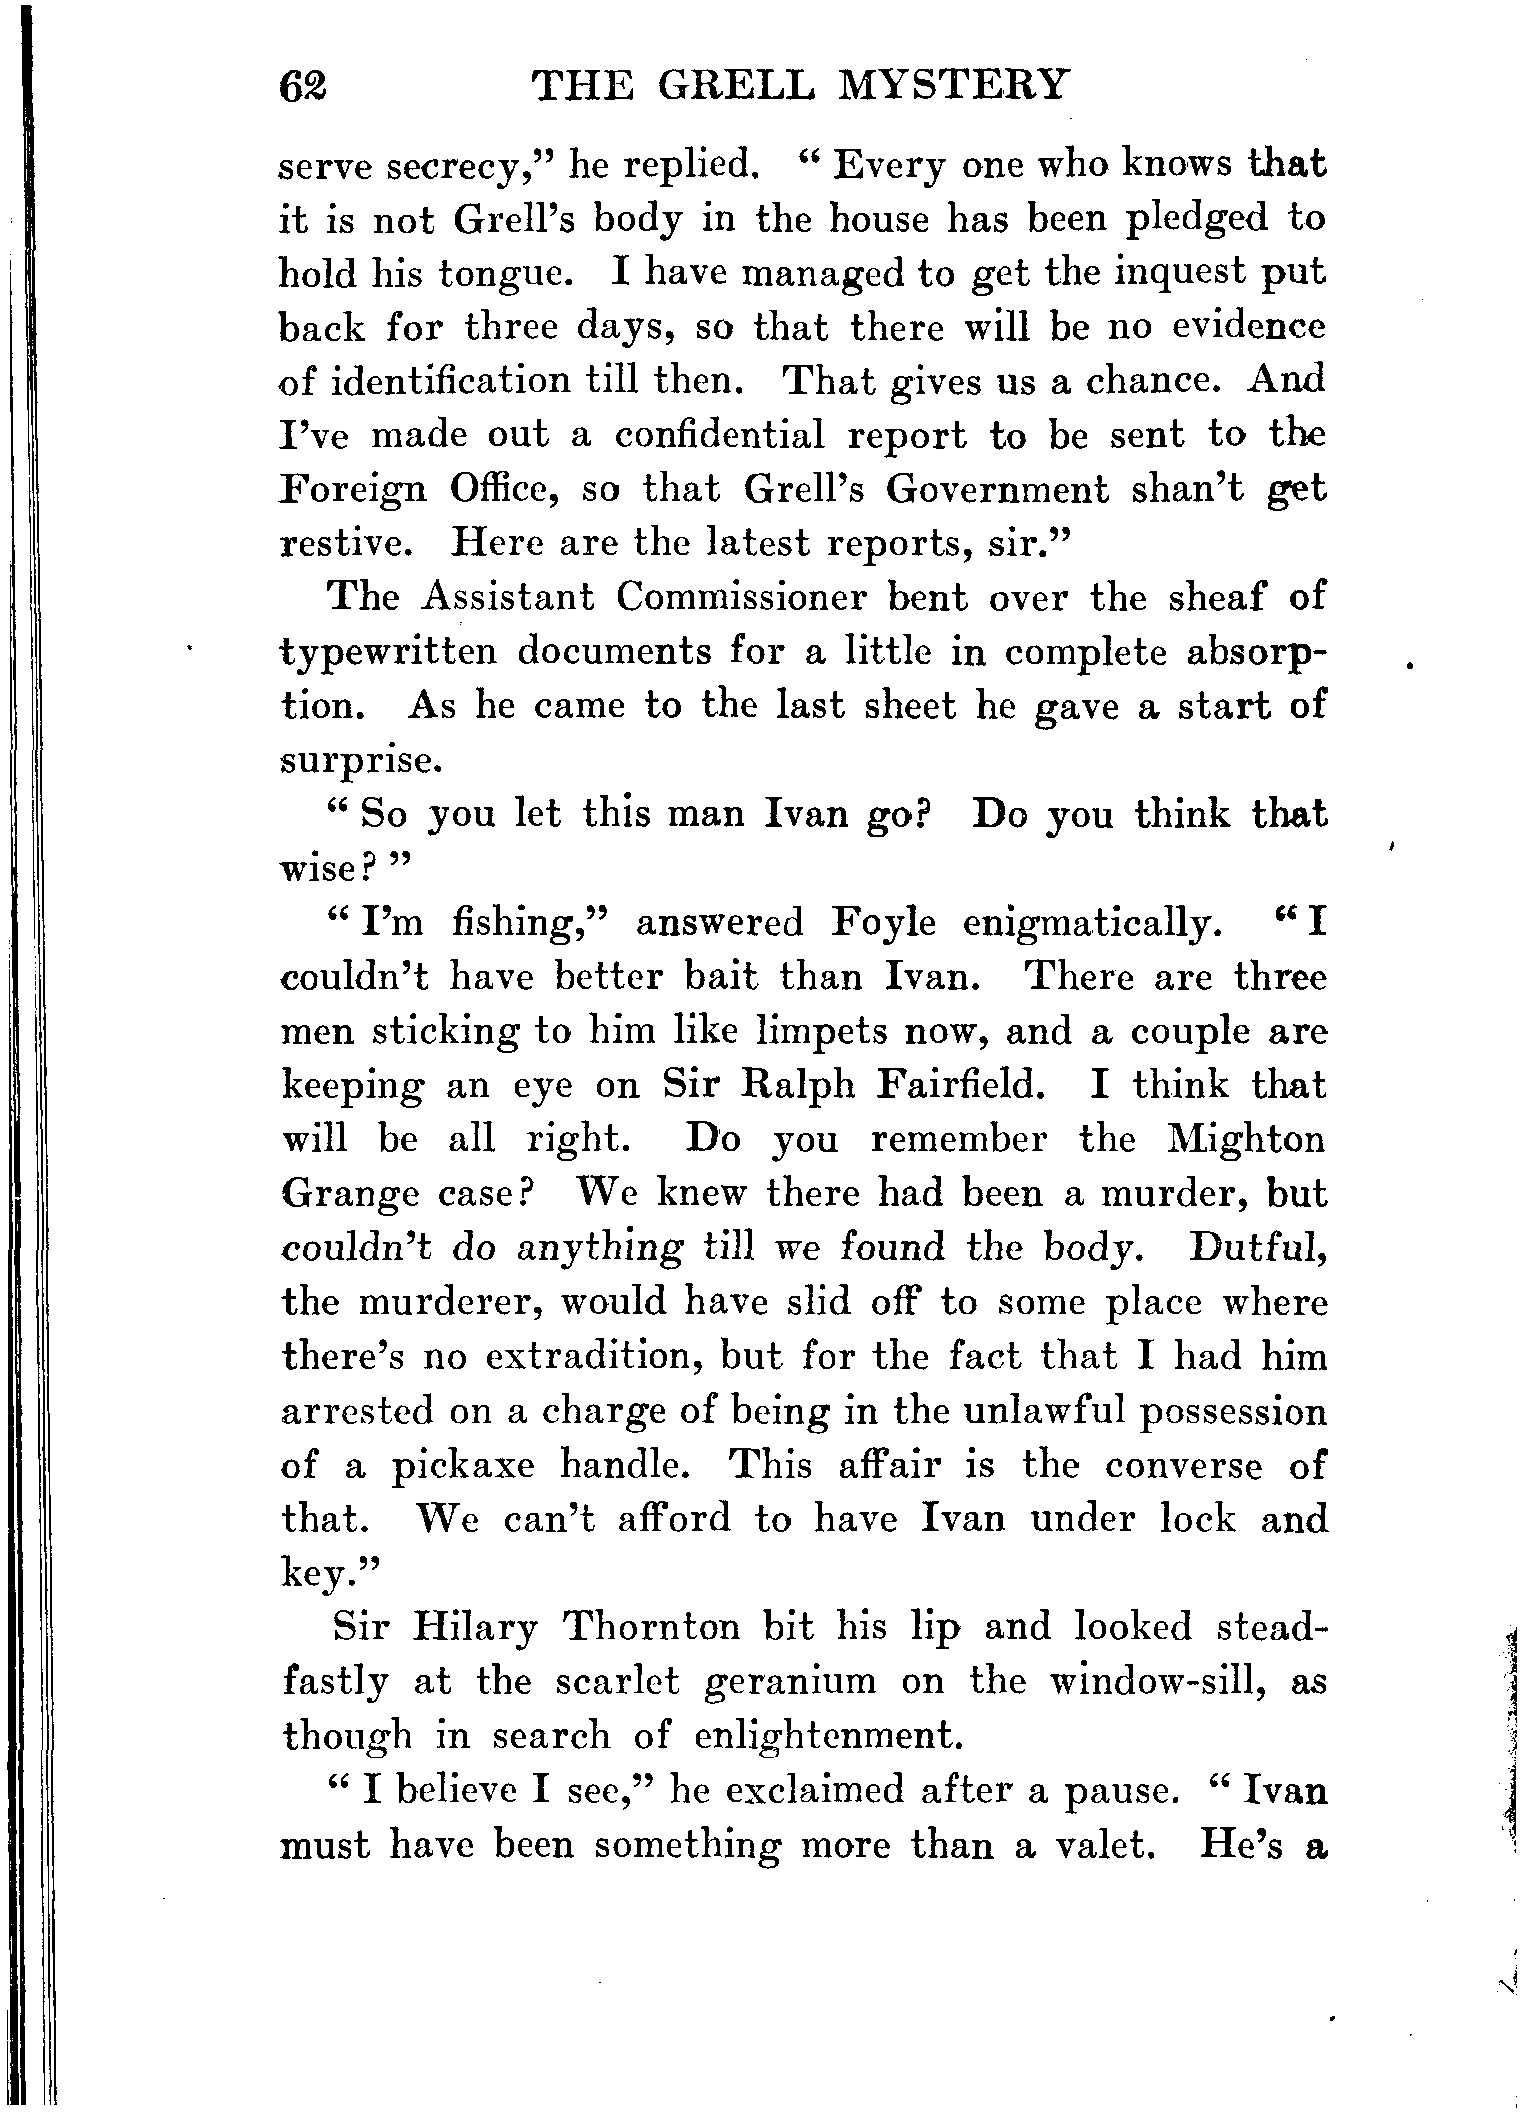 62 THE GRELL MYSTERY
serve secrecy,” he replied. “ Every one who knows that
it is not Grell’s body in the house has been pledged to
hold his tongue. I have managed to get the inquest put
back for three days, so that there will be no evidence
of identification till then. That gives us a chance. And
I’ve made out a confidential report to be sent to the
Foreign Office, so that Grell’s Government shan’t get
restive. Here are the latest reports, sir.”
The Assistant Commissioner bent over the sheaf of
typewritten documents for a little in complete absorp-
tion. As he came to the last sheet he gave a start of
surprise.
“ So you let this man Ivan go? Do you think that
wise? ”
“ I’m fishing,” answered Foyle enigmatically. “ I
couldn’t have better bait than Ivan. There are three
men sticking to him like limpets now, and a couple are
keeping an eye on Sir Ralph Fairfield. I think that
will be all right. Do you remember the Mighton
Grange case? We knew there had been a murder, but
couldn’t do anything till we found the body. Dutful,
the murderer, would have slid off to some place where
there’s no extradition, but for the fact that I had him
arrested on a charge of being in the unlawful possession
of a pickaxe handle. This affair is the converse of
that. We can’t afford to have Ivan under lock and
key.”
Sir Hilary Thornton bit his lip and looked stead-
fastly at the scarlet geranium on the window-sill, as
though in search of enlightenment.
“ I believe I see,” he exclaimed after a pause. “ Ivan
must have been something more than a valet. He’s a